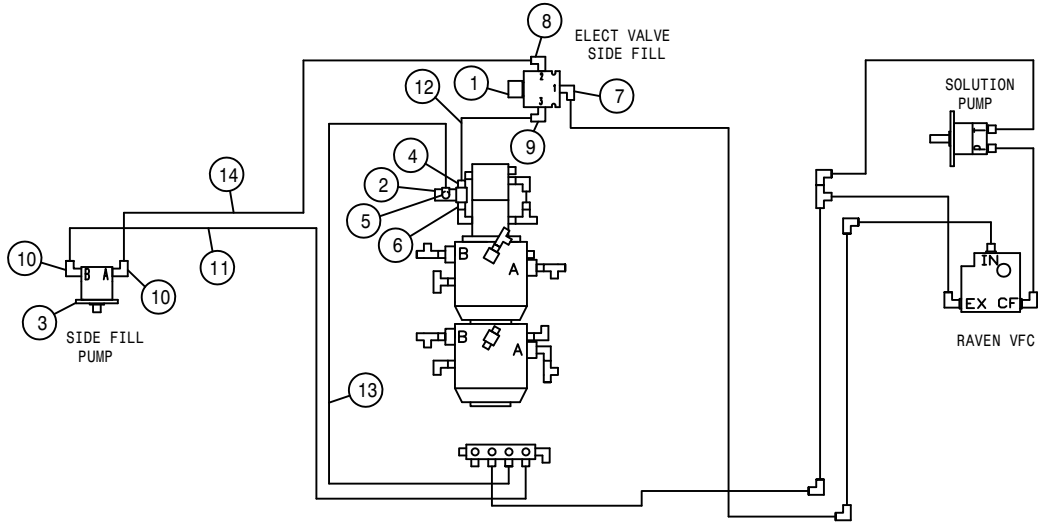 8
ELECT VALVE
SIDE FILL
1
2
1
3
7
12
9
SOLUTION
PUMP
T
P
4
14
2
5
6
11
10
B A
10
3
SIDE FILL
PUMP
B
A
B
A
13
IN
EX CF
RAVEN VFC